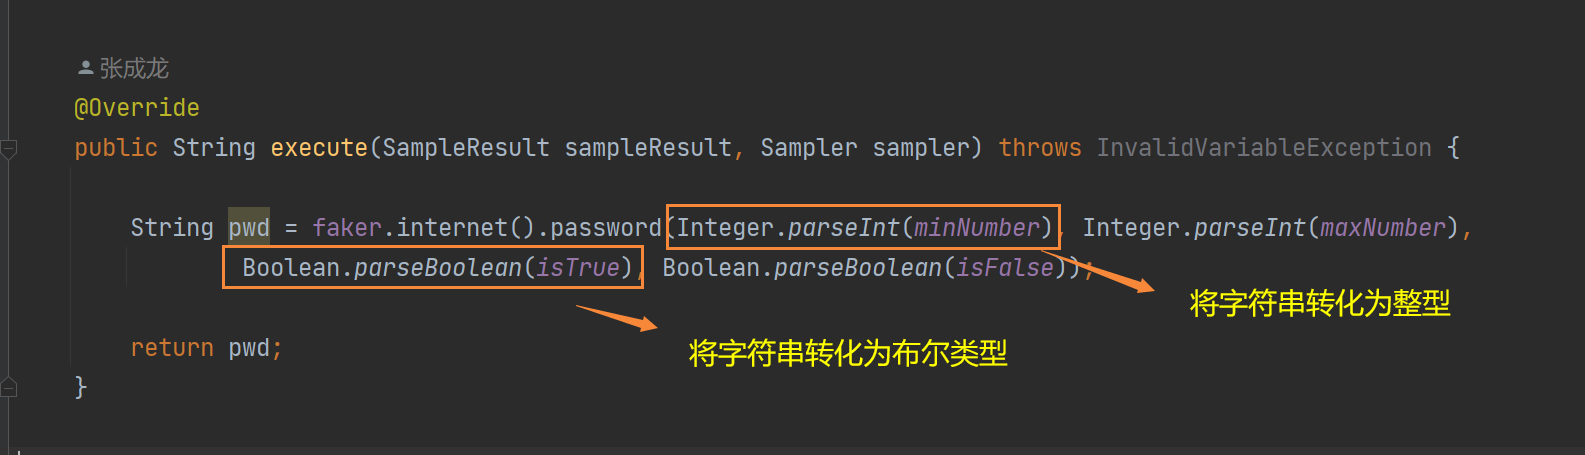 张成龙
@Override
public String execute(SampleResult sampleResult, Sampler sampler) throws InvalidVariableException {
String pwd = faker.internet().password(Integer.parseInt(minNumber), Integer.parseInt(maxNumber),
Boolean.parseBoolean(isTrue), Boolean.parseBoolean(isFalse));
将字符串转化为整型
return pwd;
将字符串转化为布尔类型
}